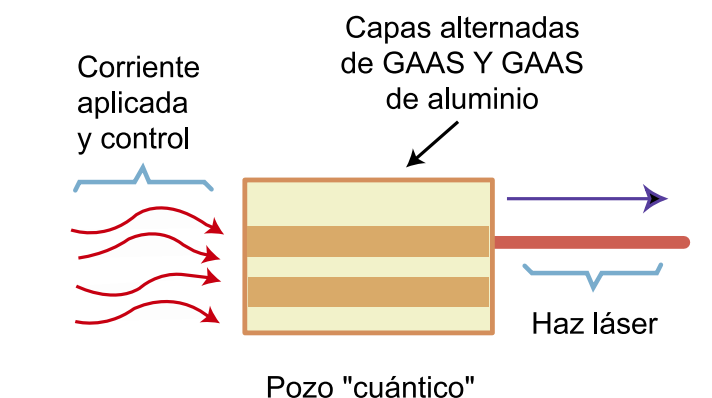 Capas alternadas
de GAAS Y GAAS
de aluminio
Corriente
aplicada
y control
Haz láser
Pozo "cuántico"